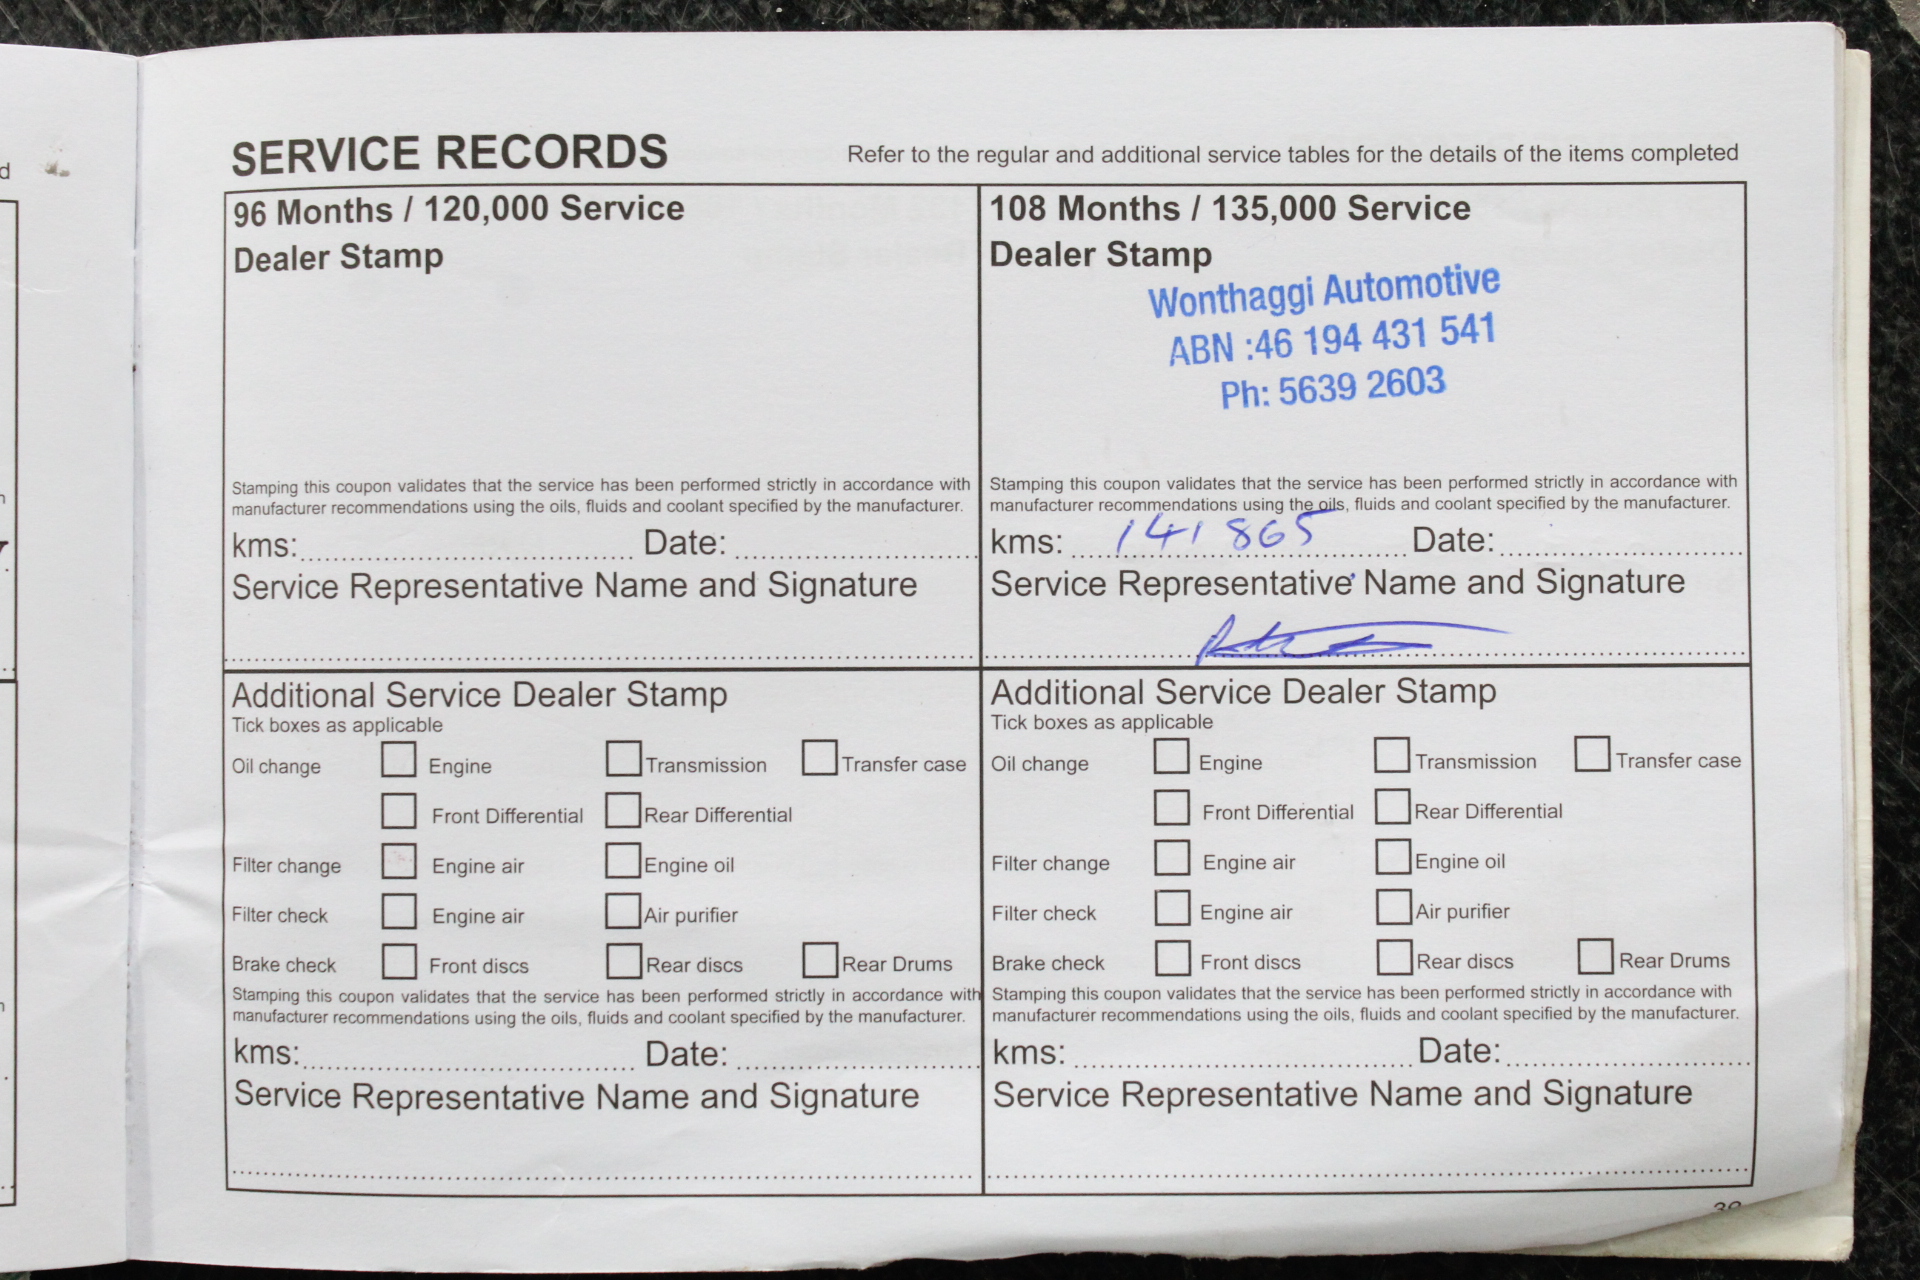 SERVICE RECORDS
Refer to the regular and additional service tables for the details of the items completed
96 Months / 120,000 Service
Dealer Stamp
Stamping this coupon validates that the service has been performed strictly in accordance with
manufacturer recommendations using the oils, fluids and coolant specified by the manufacturer.
kms: Date:
Service Representative Name and Signature
108 Months / 135,000 Service
Dealer Stamp
Wonthaggi Automotive
ABN :46 194 431 541
Ph: 5639 2603
Stamping this coupon validates that the service has been performed strictly in accordance with
manufacturer recommendations using the oils, fluids and coolant specified by the manufacturer.
kms: 141 865 Date:
Service Representative Name and Signature
Additional Service Dealer Stamp
Tick boxes as applicable
Oil change Engine Transmission Transfer case
Front Differential Rear Differential
Filter change Engine air Engine oil
Filter check Engine air Air purifier
Brake check Front discs Rear discs Rear Drums
Stamping this coupon validates that the service has been performed strictly in accordance with
manufacturer recommendations using the oils, fluids and coolant specified by the manufacturer.
kms: Date:
Service Representative Name and Signature
Additional Service Dealer Stamp
Tick boxes as applicable
Oil change Engine Transmission Transfer case
Front Differential Rear Differential
Filter change Engine air Engine oil
Filter check Engine air Air purifier
Brake check Front discs Rear discs Rear Drums
Stamping this coupon validates that the service has been performed strictly in accordance with
manufacturer recommendations using the oils, fluids and coolant specified by the manufacturer.
kms: Date:
Service Representative Name and Signature